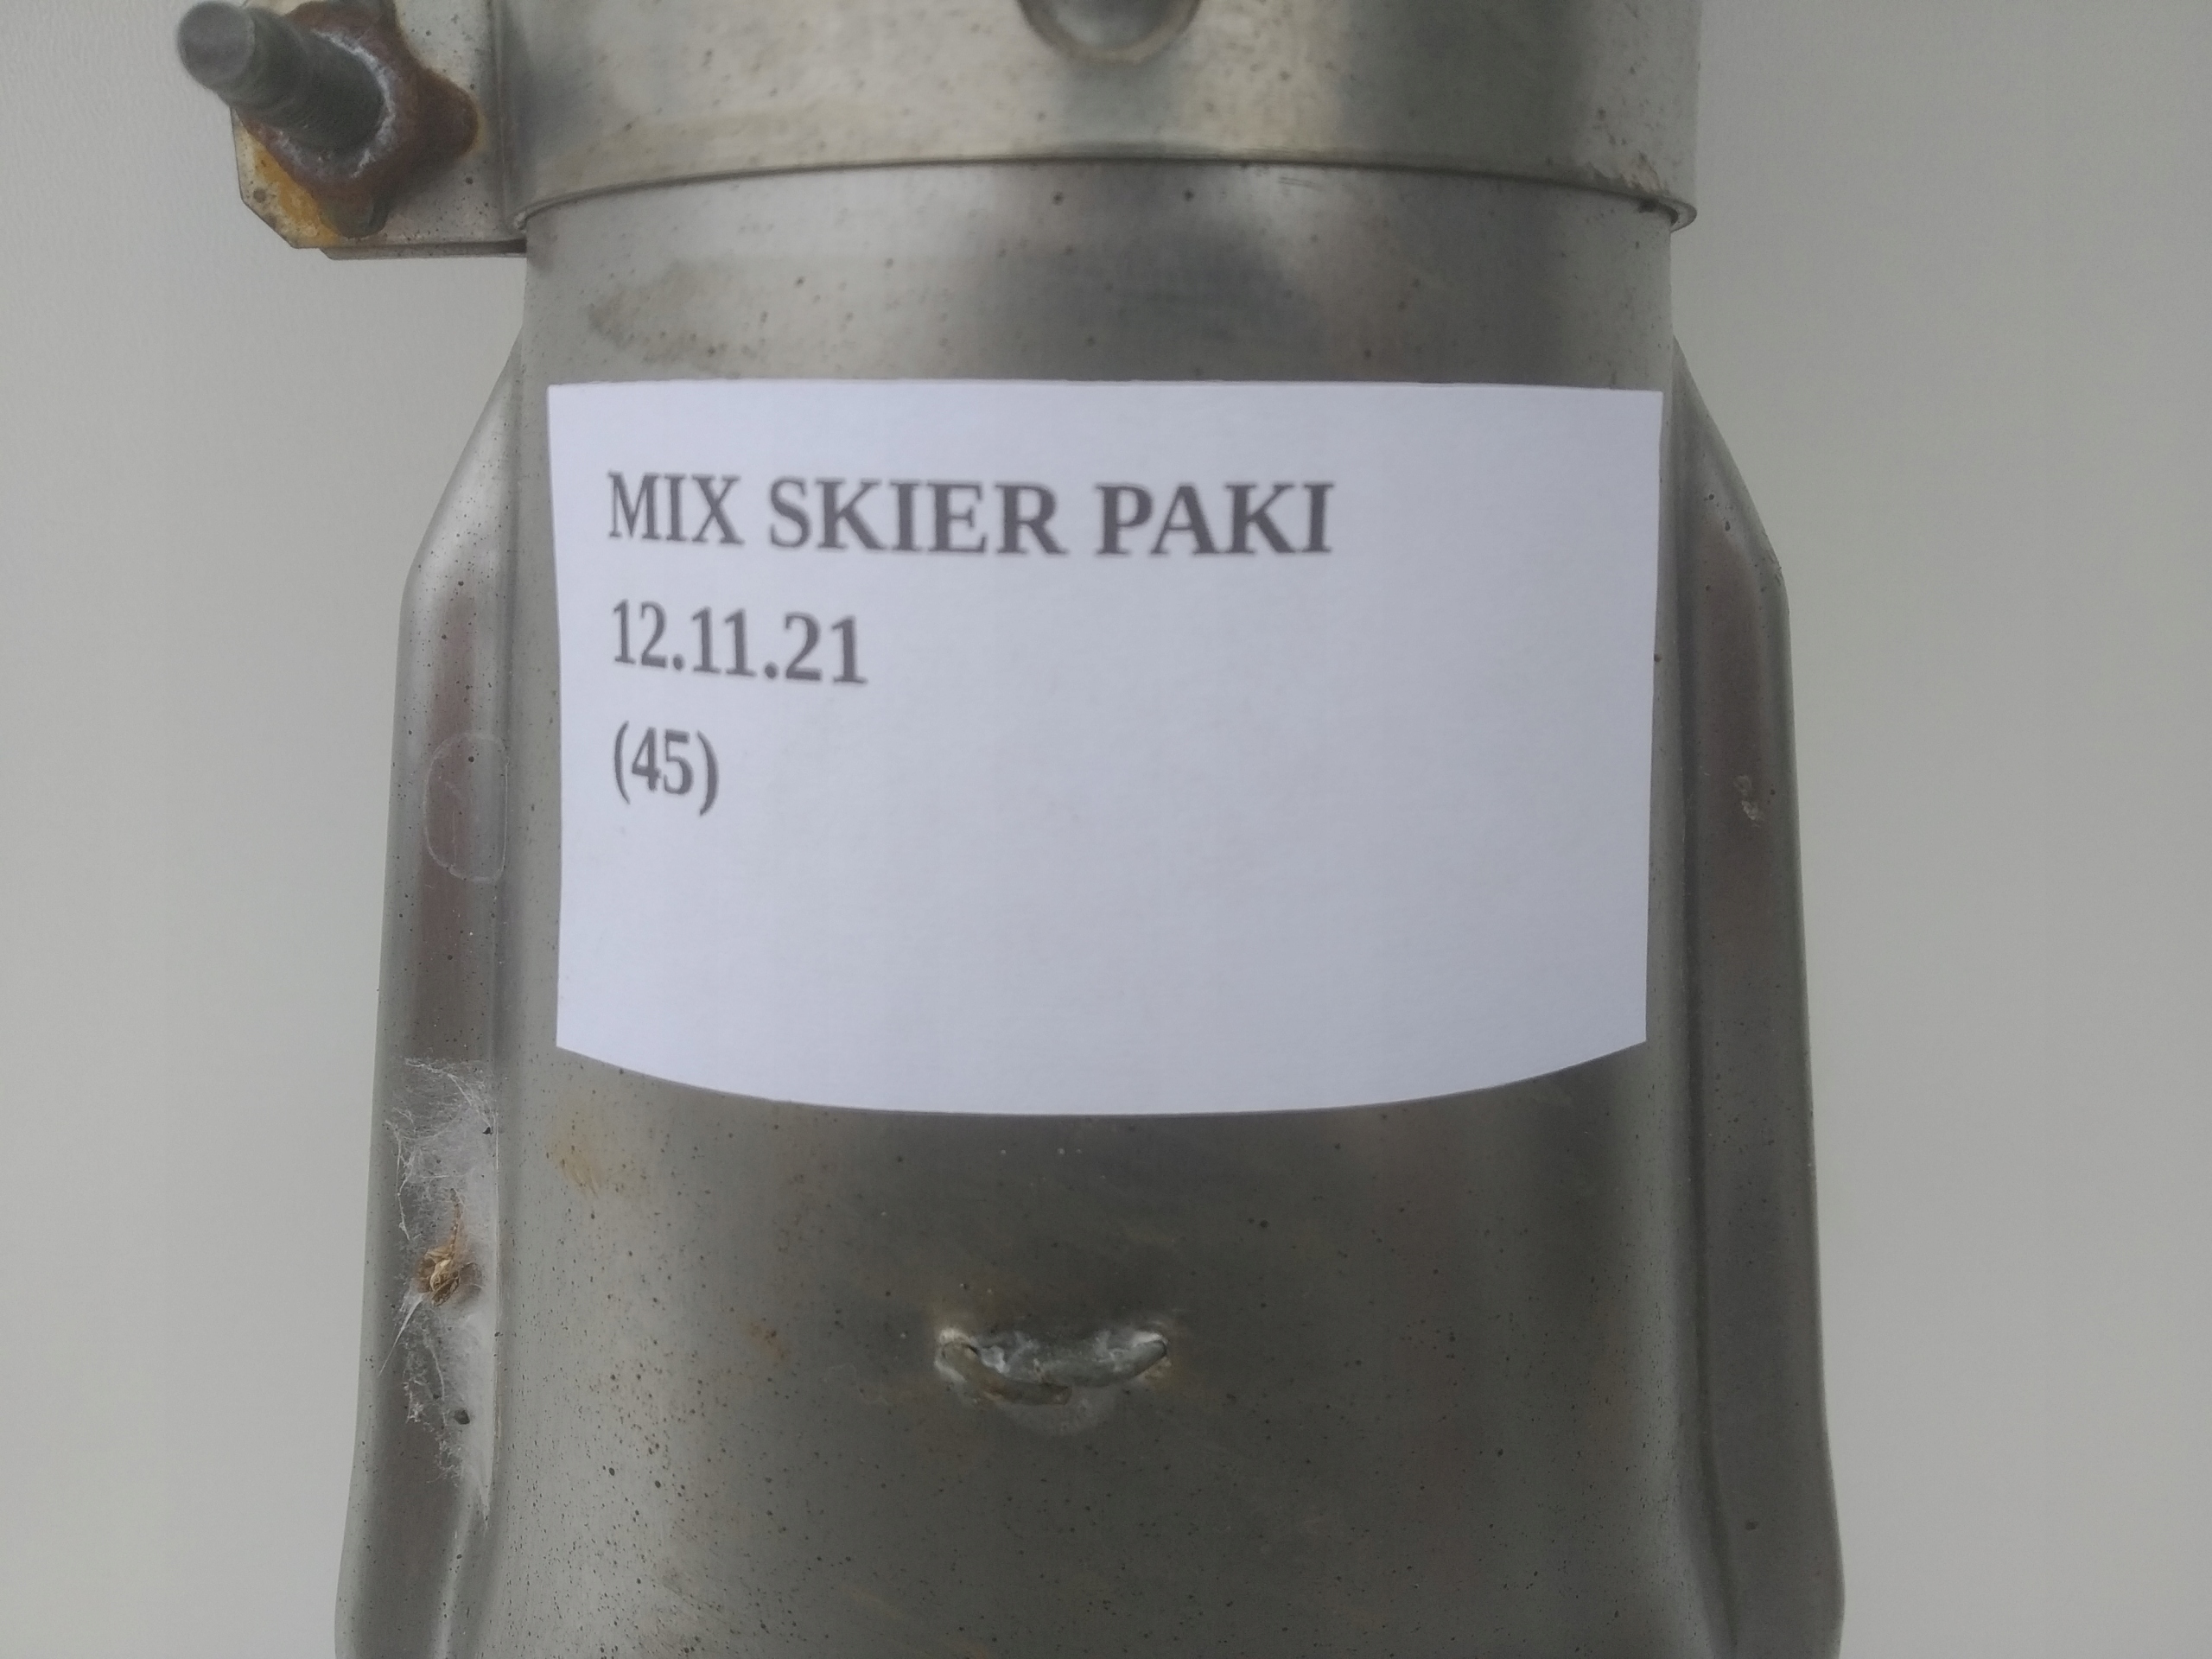 MIX SKIER PAKI
12.11.21
(45)